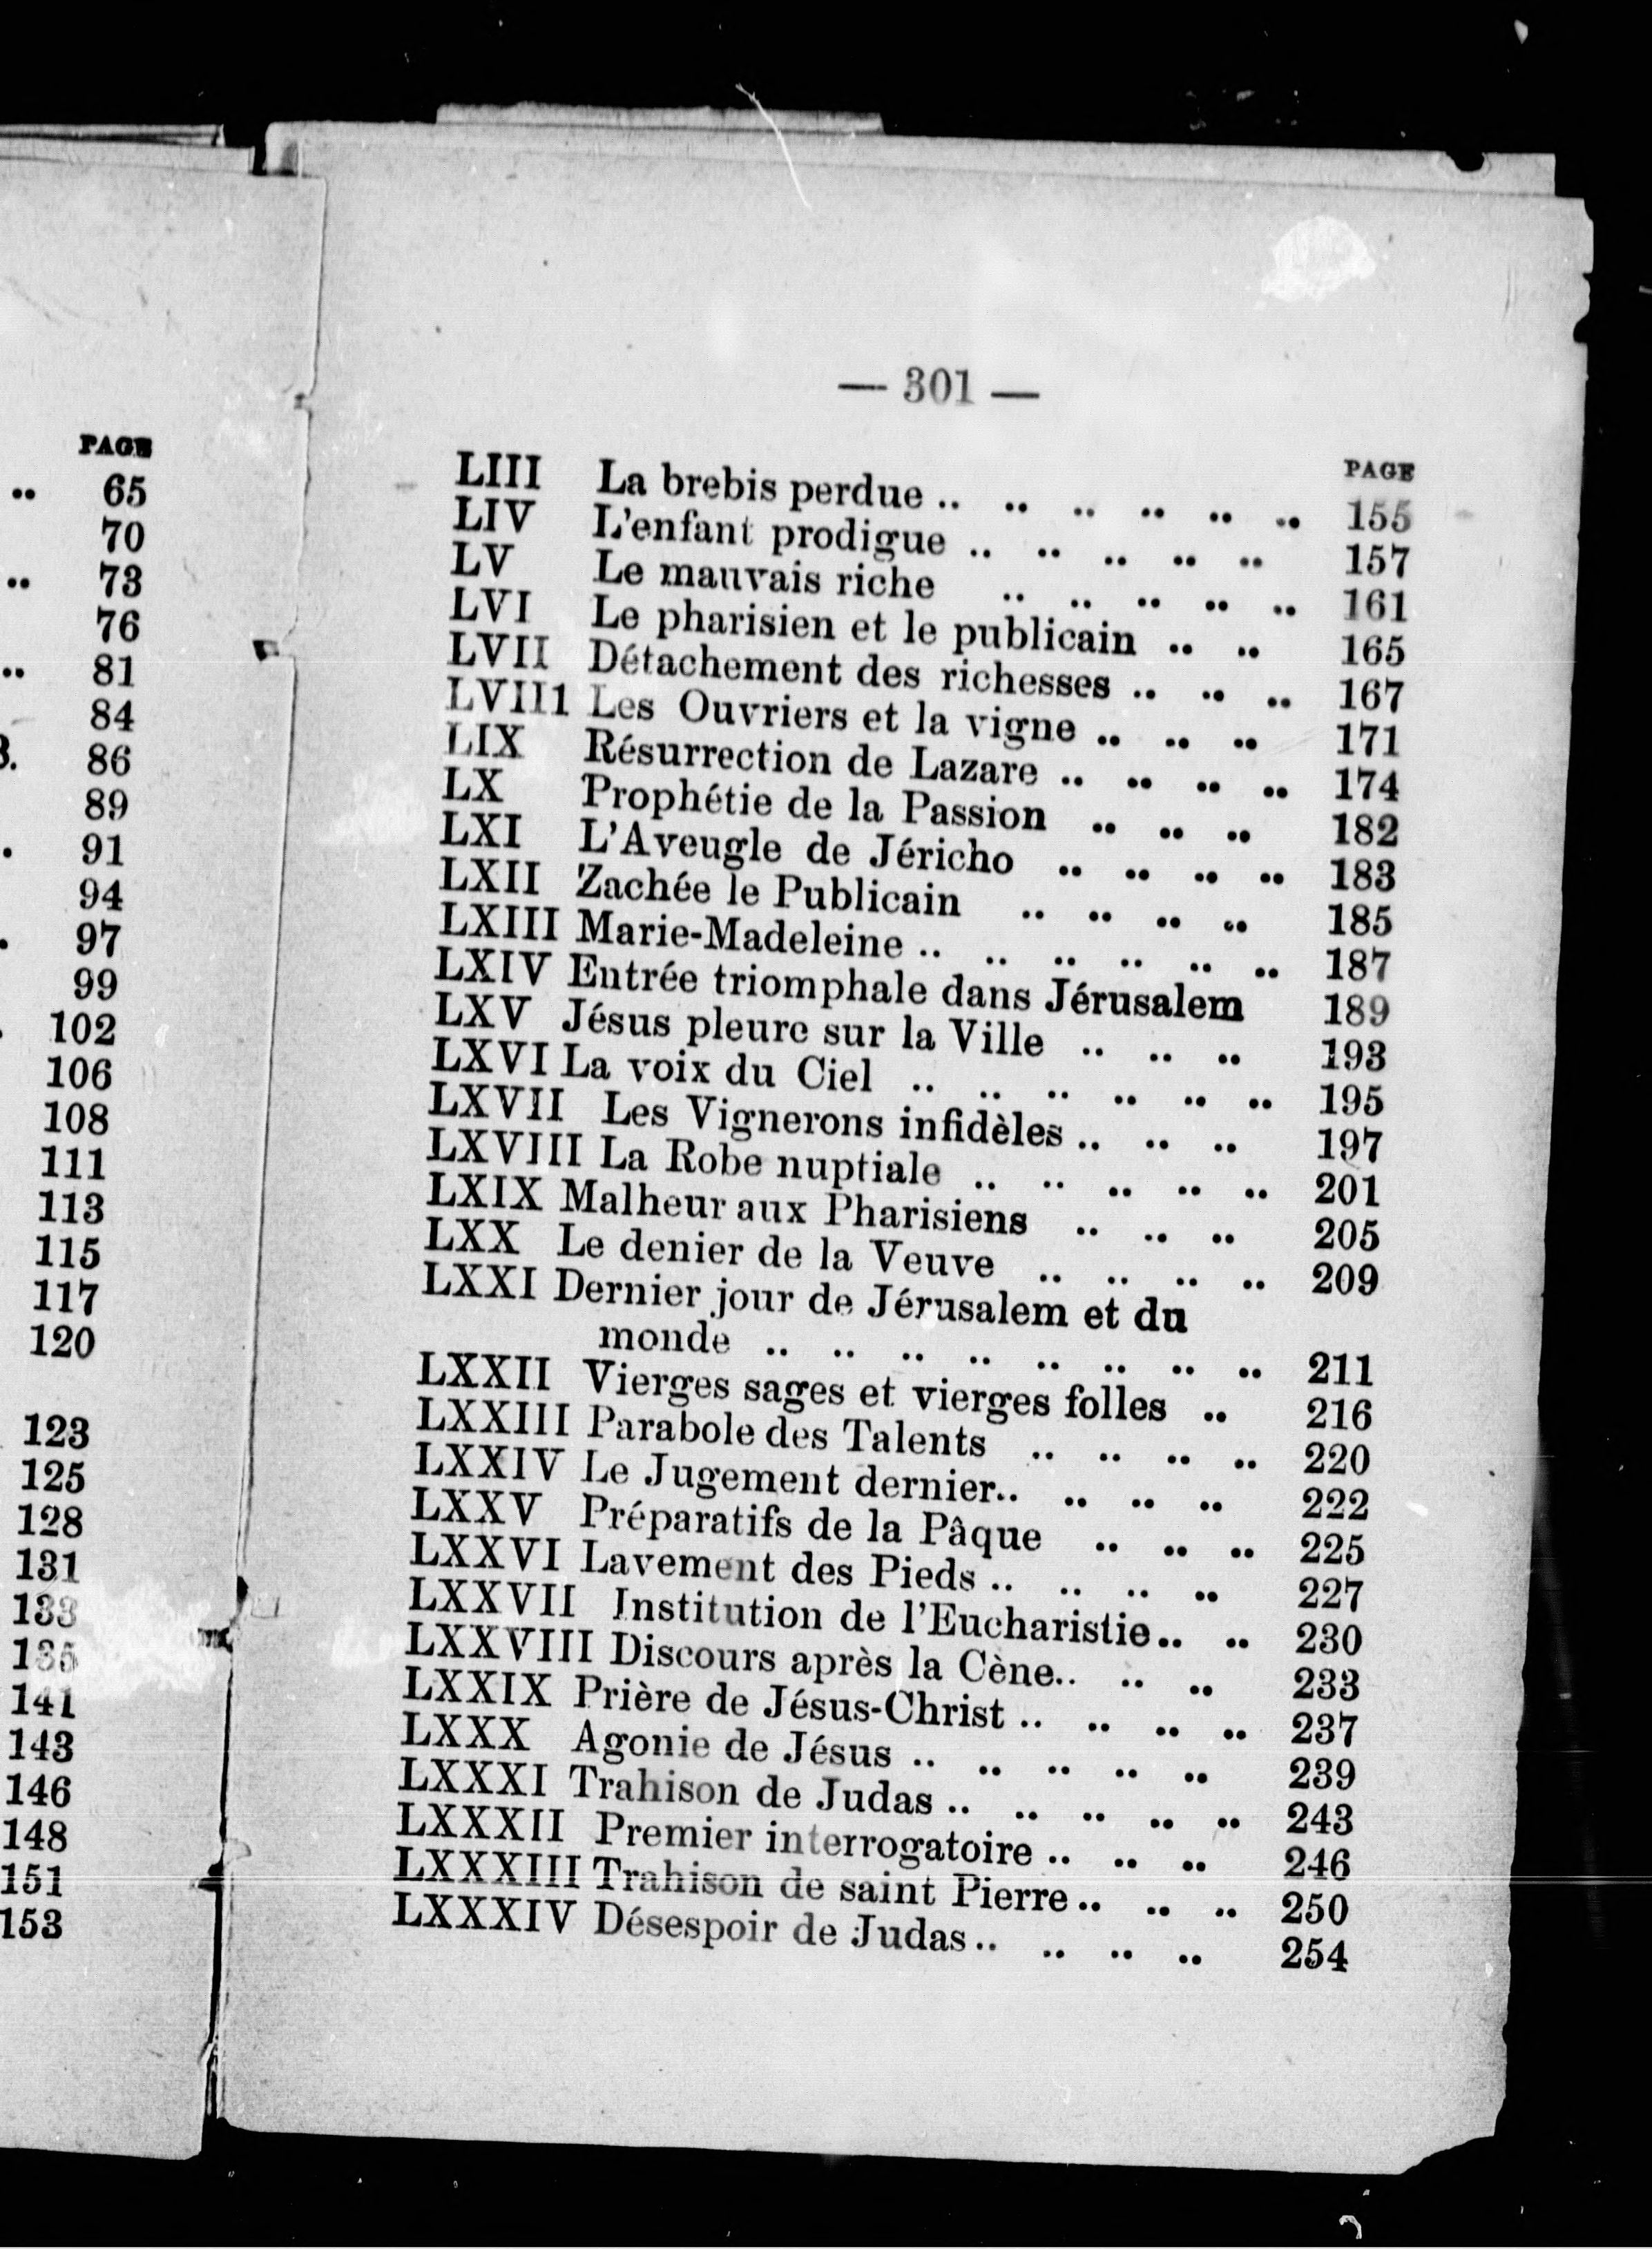 PAGE
.. 65
70
.. 73
76
.. 81
84
3. 86
89
. 91
94
. 97
99
. 102
106
108
111
113
115
117
120
. 123
125
128
131
133
135
141
143
146
148
151
153
— 301 —
PAGE
LIII La brebis perdue .. .. .. .. .. .. 155
LIV L'enfant prodigue .. .. .. .. .. 157
LV Le mauvais riche .. .. .. .. .. 161
LVI Le pharisien et le publicain .. .. 165
LVII Détachement des richesses .. .. .. 167
LVIII1 Les Ouvriers et la vigne .. .. .. 171
LIX Résurrection de Lazare .. .. .. .. 174
LX Prophétie de la Passion .. .. .. 182
LXI L'Aveugle de Jéricho .. .. .. .. 183
LXII Zachée le Publicain .. .. .. .. 185
LXIII Marie-Madeleine .. .. .. .. .. .. 187
LXIV Entrée triomphale dans Jérusalem 189
LXV Jésus pleure sur la Ville .. .. .. 193
LXVI La voix du Ciel .. .. .. .. .. .. 195
LXVII Les Vignerons infidèles .. .. .. 197
LXVIII La Robe nuptiale .. .. .. .. .. 201
LXIX Malheur aux Pharisiens .. .. .. 205
LXX Le denier de la Veuve .. .. .. .. 209
LXXI Dernier jour de Jérusalem et du
monde .. .. .. .. .. .. .. .. 211
LXXII Vierges sages et vierges folles .. 216
LXXIII Parabole des Talents .. .. .. .. 220
LXXIV Le Jugement dernier.. .. .. .. 222
LXXV Préparatifs de la Pâque .. .. .. 225
LXXVI Lavement des Pieds .. .. .. .. 227
LXXVII Institution de l'Eucharistie.. .. 230
LXXVIII Discours après la Cène.. .. .. 233
LXXIX Prière de Jésus-Christ .. .. .. .. 237
LXXX Agonie de Jésus .. .. .. .. .. 239
LXXXI Trahison de Judas .. .. .. .. .. 243
LXXXII Premier interrogatoire .. .. .. 246
LXXXIII Trahison de saint Pierre .. .. .. 250
LXXXIV Désespoir de Judas .. .. .. .. 254